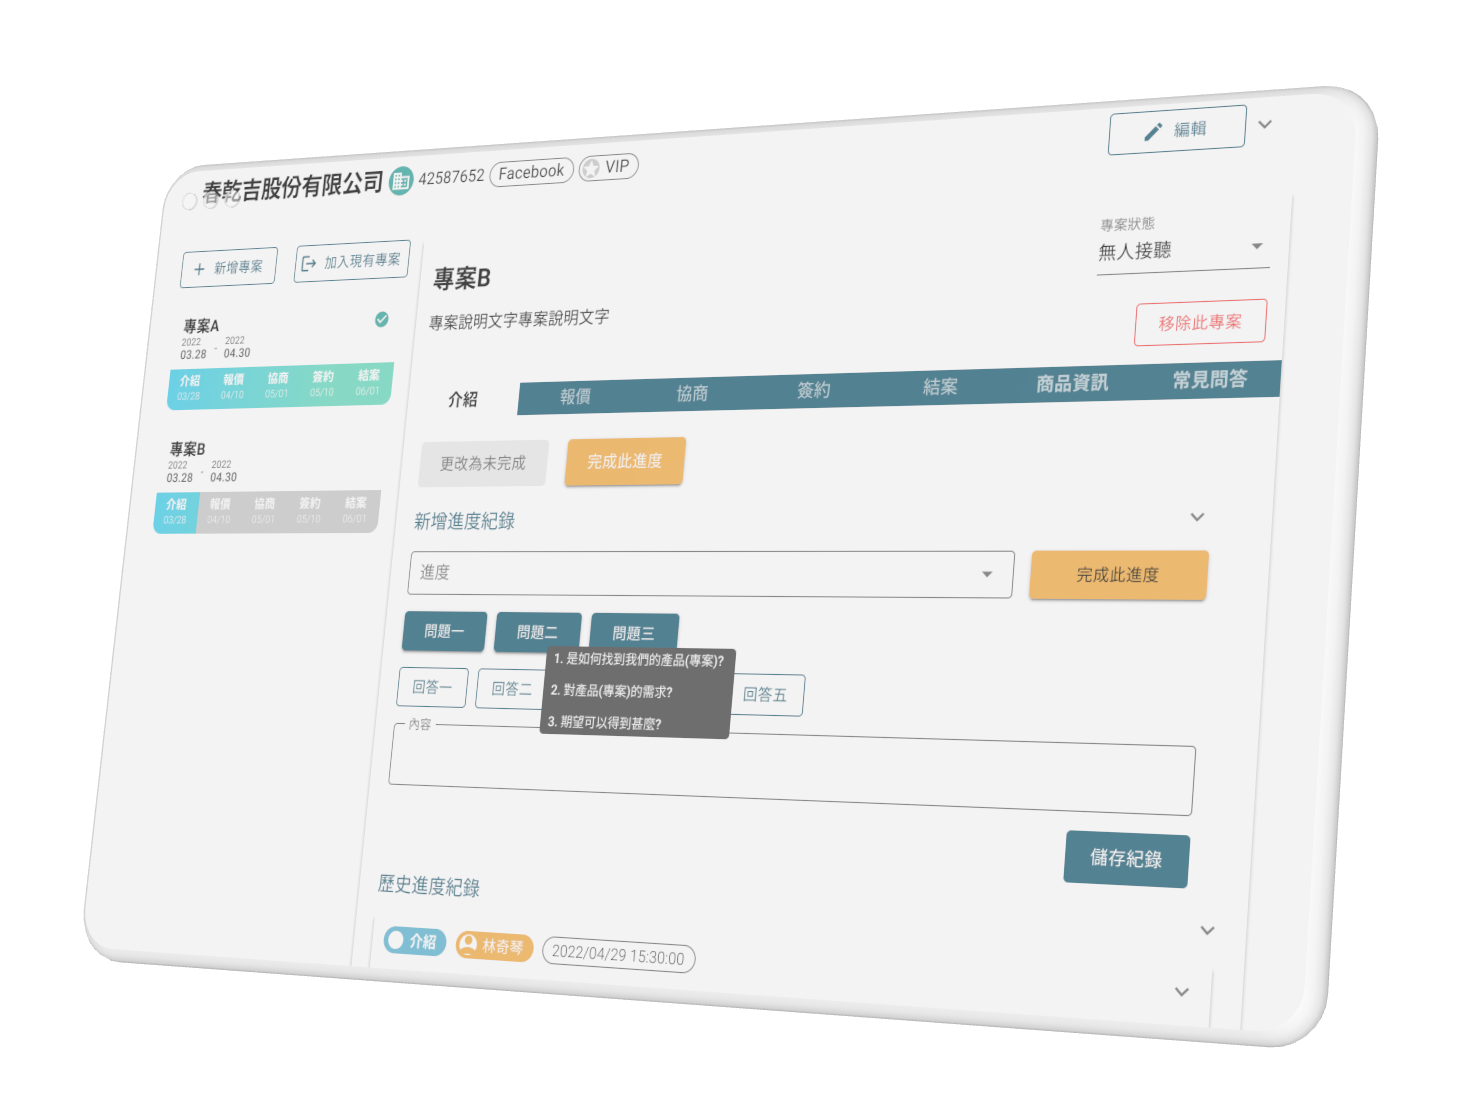 春乾吉股份有限公司 42587652 Facebook VIP
編輯
新增專案 加入現有專案
專案A
2022 2022
03.28 - 04.30
介紹 報價 協商 簽約 結案
03/28 04/10 05/01 05/10 06/01
專案B
2022 2022
03.28 - 04.30
介紹 報價 協商 簽約 結案
03/28 04/10 05/01 05/10 06/01
專案B
專案說明文字專案說明文字
專案狀態
無人接聽
移除此專案
介紹 報價 協商 簽約 結案 商品資訊 常見問答
更改為未完成 完成此進度
新增進度紀錄
進度
完成此進度
問題一 問題二 問題三
1. 是如何找到我們的產品(專案)?
2. 對產品(專案)的需求?
3. 期望可以得到甚麼?
回答一 回答二 回答五
內容
儲存紀錄
歷史進度紀錄
介紹 林奇琴 2022/04/29 15:30:00